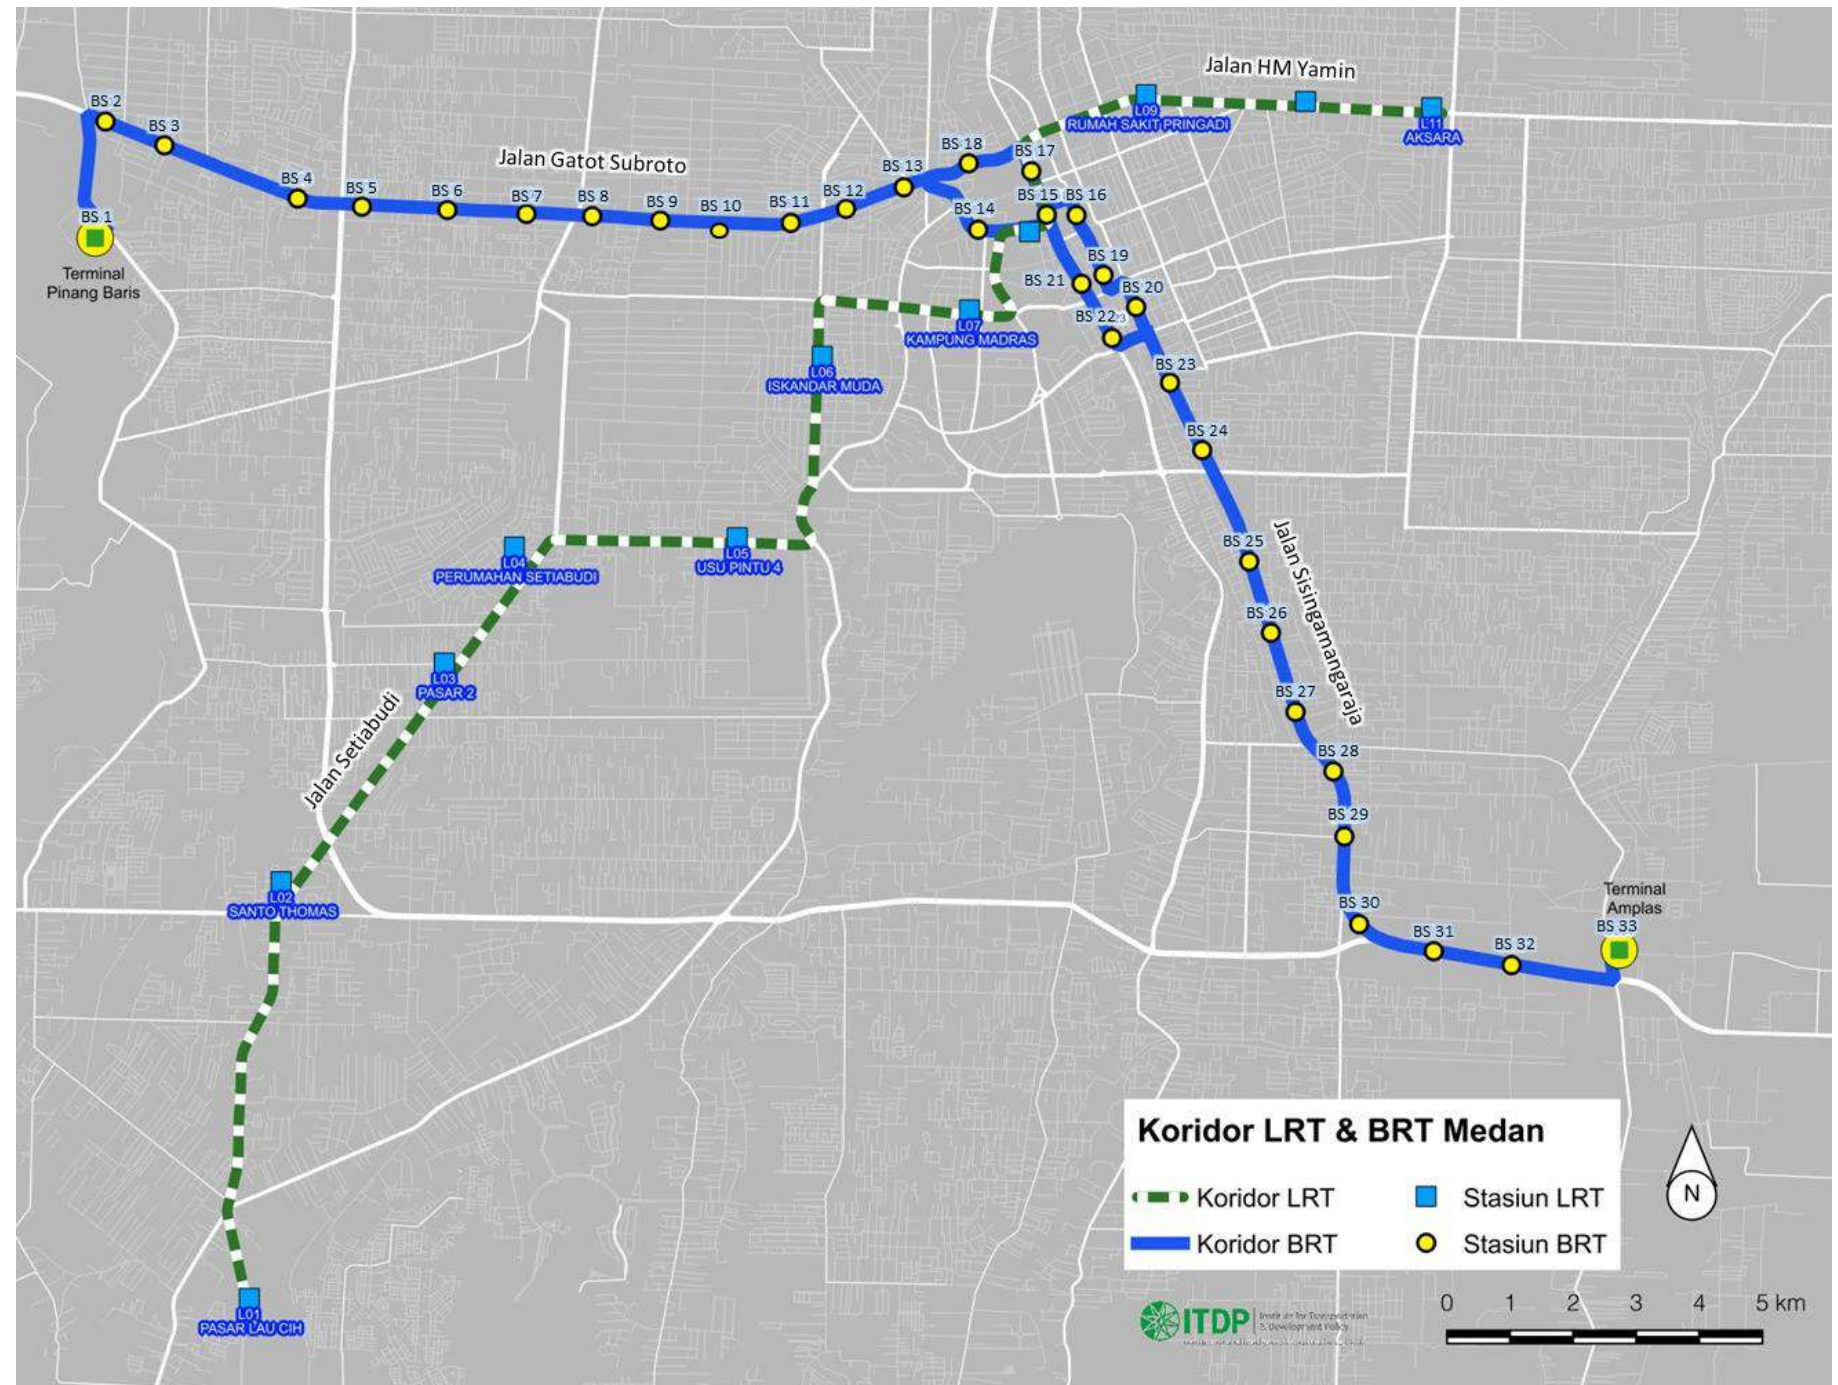 Jalan HM Yamin
BS 2
L09
RUMAH SAKIT PRINGADI
L11
AKSARA
BS 3
Jalan Gatot Subroto
BS 18
BS 17
BS 13
BS 4
BS 5
BS 6
BS 7
BS 8
BS 9
BS 10
BS 11
BS 12
BS 14
BS 15
BS 16
BS 1
Terminal
Pinang Baris
BS 19
BS 21
BS 20
BS 22
L07
KAMPUNG MADRAS
BS 23
L06
ISKANDAR MUDA
BS 24
Jalan Sisingamangaraja
BS 25
L04
PERUMAHAN SETIABUDI
L05
USU PINTU 4
BS 26
L03
PASAR 2
Jalan Setiabudi
BS 27
BS 28
BS 29
L02
SANTO THOMAS
Terminal
Amplas
BS 33
BS 30
BS 31
BS 32
Koridor LRT & BRT Medan
Koridor LRT
Stasiun LRT
Koridor BRT
Stasiun BRT
N
L01
PASAR LAU CIH
ITDP
Institute for Transportation
& Development Policy
0 1 2 3 4 5 km